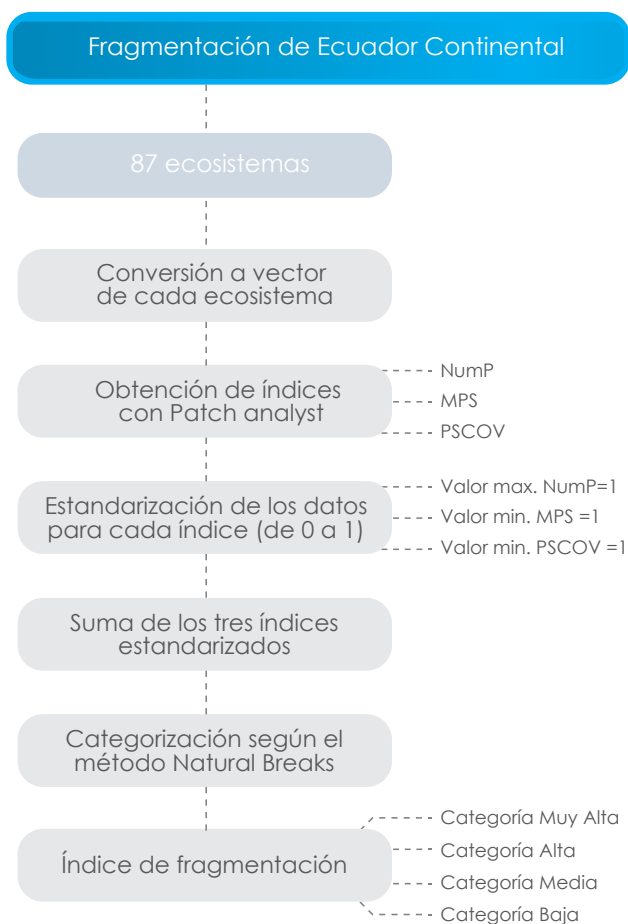 Fragmentación de Ecuador Continental
87 ecosistemas
Conversión a vector
de cada ecosistema
Obtención de índices
con Patch analyst
NumP
MPS
PSCOV
Estandarización de los datos
para cada índice (de 0 a 1)
Valor max. NumP=1
Valor min. MPS =1
Valor min. PSCOV =1
Suma de los tres índices
estandarizados
Categorización según el
método Natural Breaks
Índice de fragmentación
Categoría Muy Alta
Categoría Alta
Categoría Media
Categoría Baja